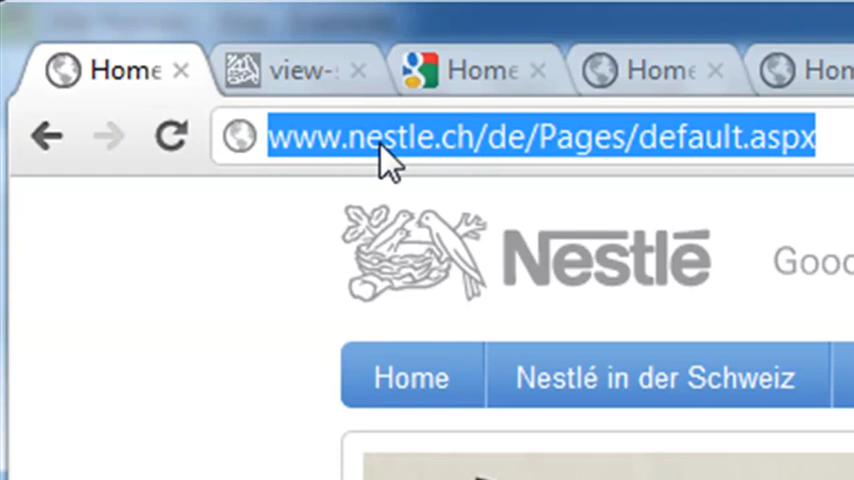 Home view- Home Home Hom
www.nestle.ch/de/Pages/default.aspx
Nestlé Good
Home Nestlé in der Schweiz